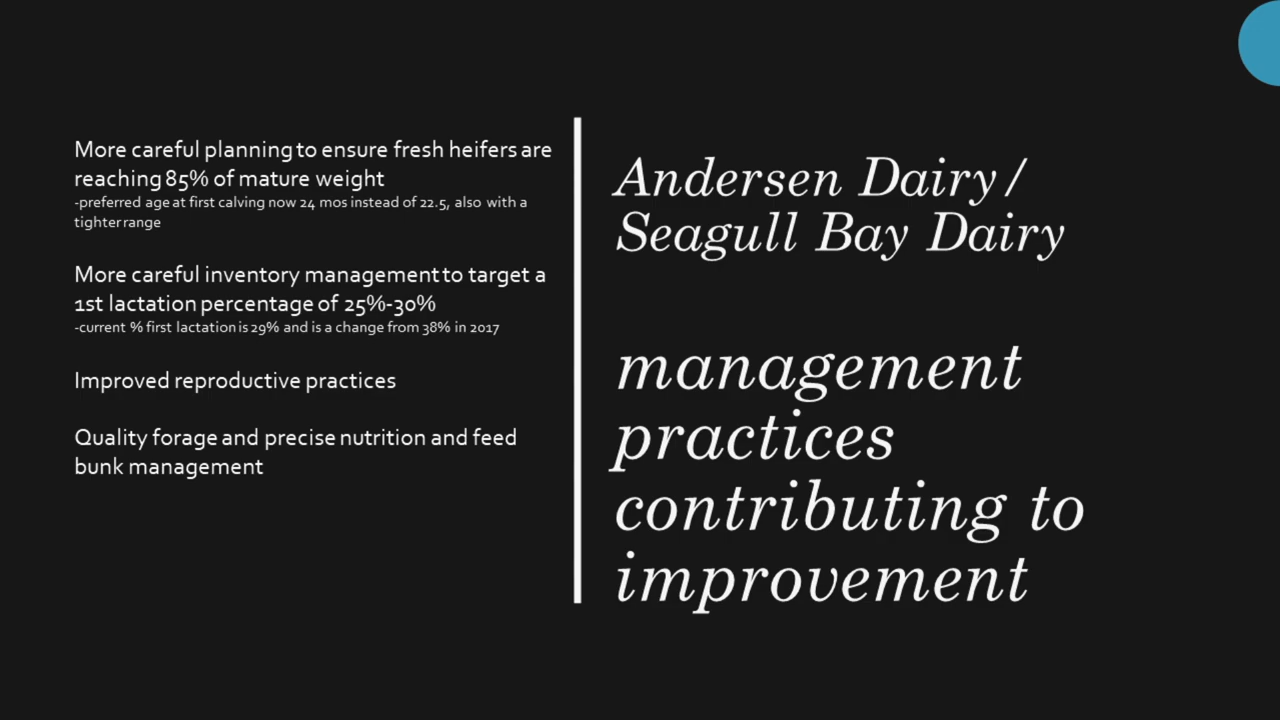 More careful planning to ensure fresh heifers are
reaching 85% of mature weight
-preferred age at first calving now 24 mos instead of 22.5, also with a
tighter range
More careful inventory management to target a
1st lactation percentage of 25%-30%
-current % first lactation is 29% and is a change from 38% in 2017
Improved reproductive practices
Quality forage and precise nutrition and feed
bunk management
Andersen Dairy/
Seagull Bay Dairy
management
practices
contributing to
improvement